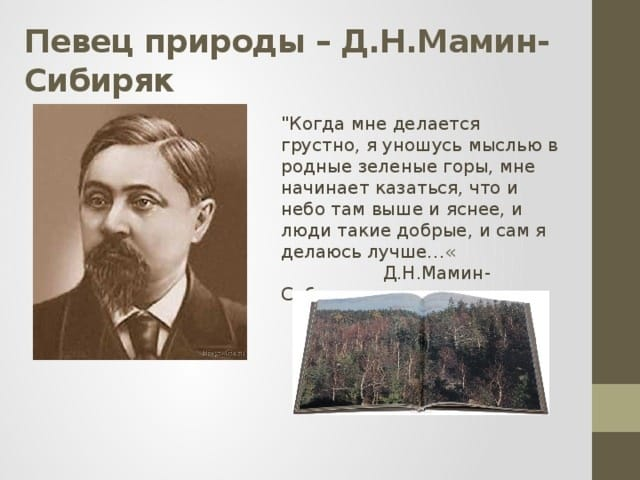 Певец природы – Д.Н.Мамин-
Сибиряк
"Когда мне делается
грустно, я уношусь мыслью в
родные зеленые горы, мне
начинает казаться, что и
небо там выше и яснее, и
люди такие добрые, и сам я
делаюсь лучше…«
Д.Н.Мамин-